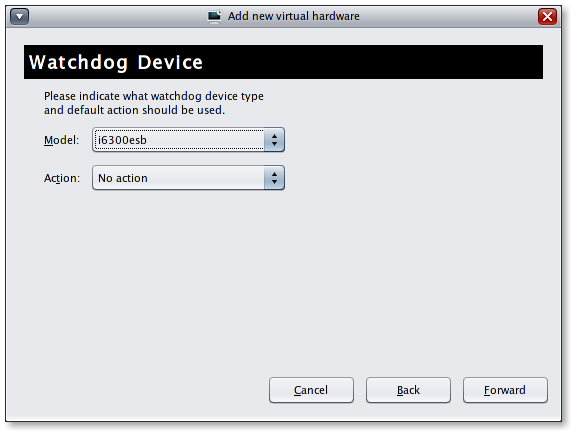 Add new virtual hardware
Watchdog Device
Please indicate what watchdog device type
and default action should be used.
Model: i6300esb
Action: No action
Cancel Back Forward